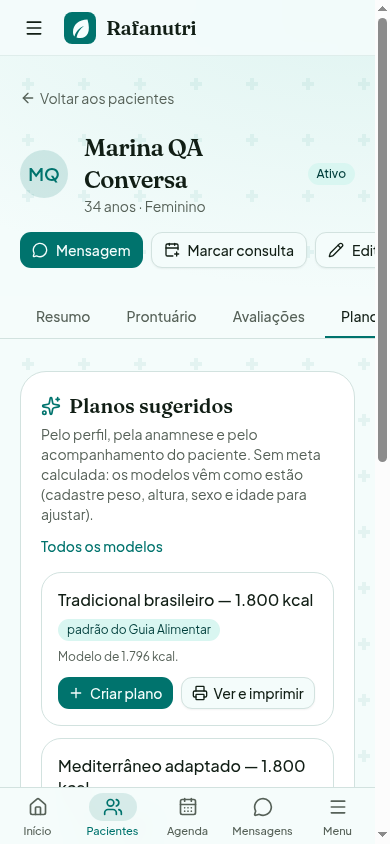 Rafanutri
Voltar aos pacientes
MQ
Marina QA
Conversa
34 anos · Feminino
Ativo
Mensagem
Marcar consulta
Edit
Resumo
Prontuário
Avaliações
Plano
Planos sugeridos
Pelo perfil, pela anamnese e pelo
acompanhamento do paciente. Sem meta
calculada: os modelos vêm como estão
(cadastre peso, altura, sexo e idade para
ajustar).
Todos os modelos
Tradicional brasileiro — 1.800 kcal
padrão do Guia Alimentar
Modelo de 1.796 kcal.
Criar plano
Ver e imprimir
Mediterrâneo adaptado — 1.800
kcal
Início
Pacientes
Agenda
Mensagens
Menu